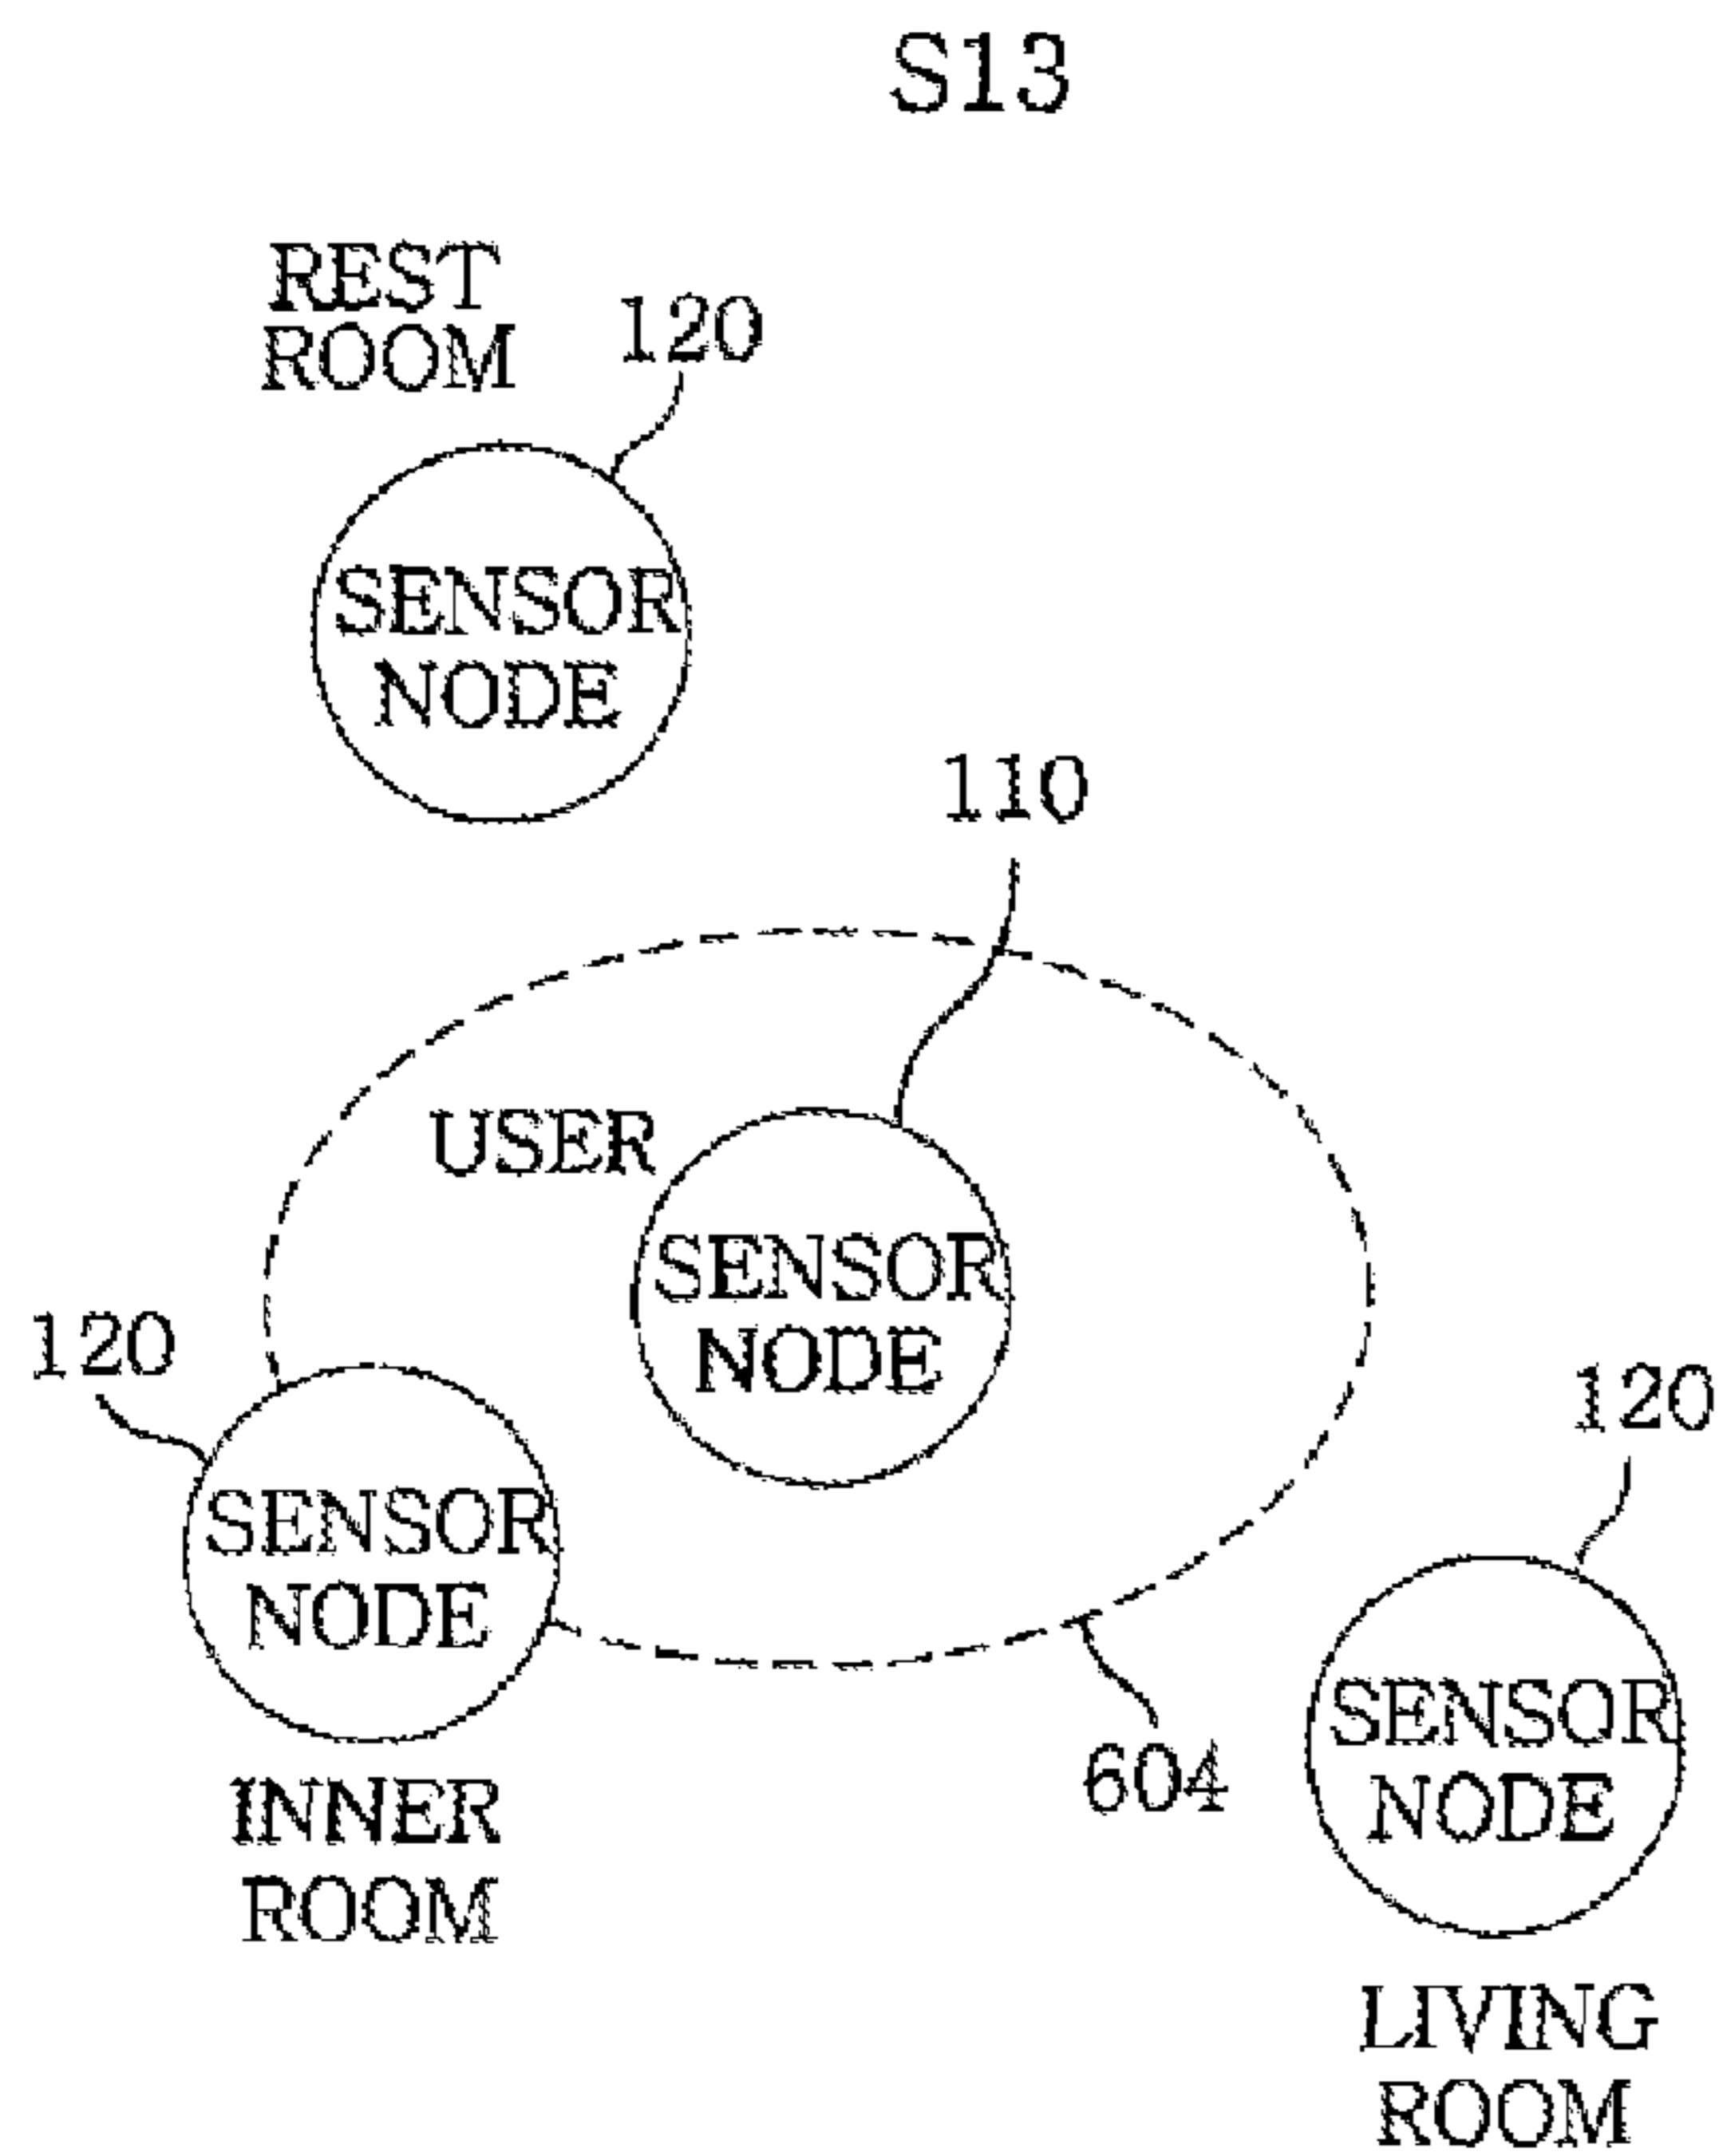 S13
REST
ROOM
120
SENSOR
NODE
110
USER
SENSOR
NODE
120
SENSOR
NODE
INNER
ROOM
604
120
SENSOR
NODE
LIVING
ROOM